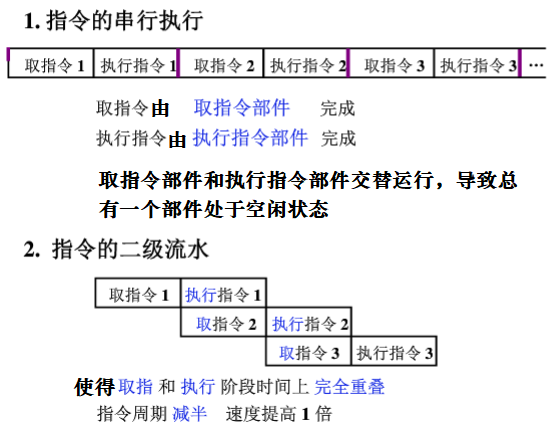 1. 指令的串行执行
取指令 1 执行指令 1 取指令 2 执行指令 2 取指令 3 执行指令 3 …
取指令由 取指令部件 完成
执行指令由 执行指令部件 完成
取指令部件和执行指令部件交替运行，导致总
有一个部件处于空闲状态
2. 指令的二级流水
取指令 1 执行指令 1
取指令 2 执行指令 2
取指令 3 执行指令 3
使得 取指 和 执行 阶段时间上 完全重叠
指令周期 减半 速度提高 1 倍